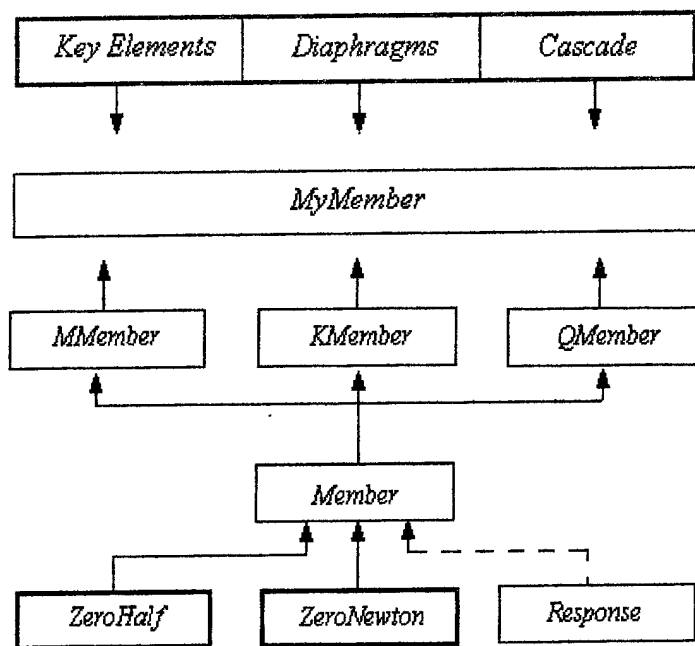 Key Elements Diaphragms Cascade
MyMember
MMember KMember QMember
Member
ZeroHalf ZeroNewton Response